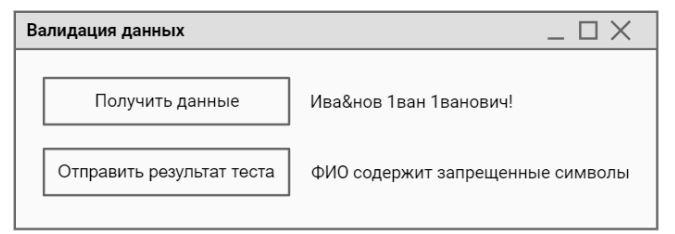 Валидация данных
Получить данные
Ива&нов 1ван 1ванович!
Отправить результат теста
ФИО содержит запрещенные символы